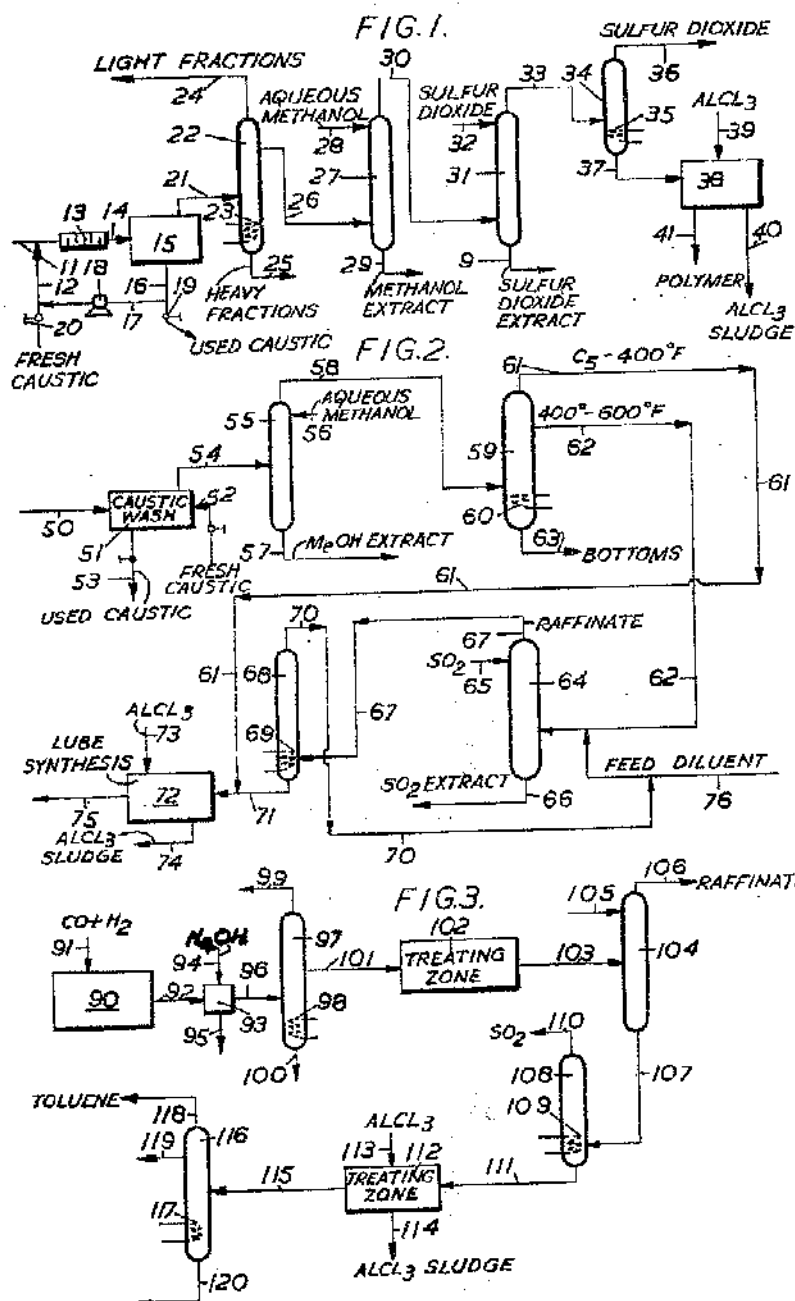 FIG.1.
SULFUR DIOXIDE
LIGHT FRACTIONS
30
24
AQUEOUS METHANOL
28
SULFUR DIOXIDE
32
33
34
36
35
ALCL3
39
22
21
23
26
27
31
37
38
13
14
15
11
12
18
16
19
17
20
25
29
9
41
40
HEAVY FRACTIONS
METHANOL EXTRACT
SULFUR DIOXIDE EXTRACT
POLYMER
ALCL3 SLUDGE
USED CAUSTIC
FRESH CAUSTIC
FIG.2.
58
61
C5-400°F
AQUEOUS METHANOL
56
55
400°-600°F
62
59
54
61
CAUSTIC WASH
52
50
51
60
57
MeOH EXTRACT
63
BOTTOMS
53
FRESH CAUSTIC
USED CAUSTIC
61
70
RAFFINATE
67
SO2
65
64
68
61
67
62
69
ALCL3
73
LUBE SYNTHESIS
72
FEED DILUENT
76
SO2 EXTRACT
66
71
75
ALCL3 SLUDGE
74
70
FIG.3.
99
106
RAFFINAT
105
CO+H2
91
94
97
102
TREATING ZONE
101
103
104
90
92
96
93
98
95
100
SO2
110
107
108
109
TOLUENE
118
119
116
ALCL3
113
112
TREATING ZONE
111
115
117
114
ALCL3 SLUDGE
120